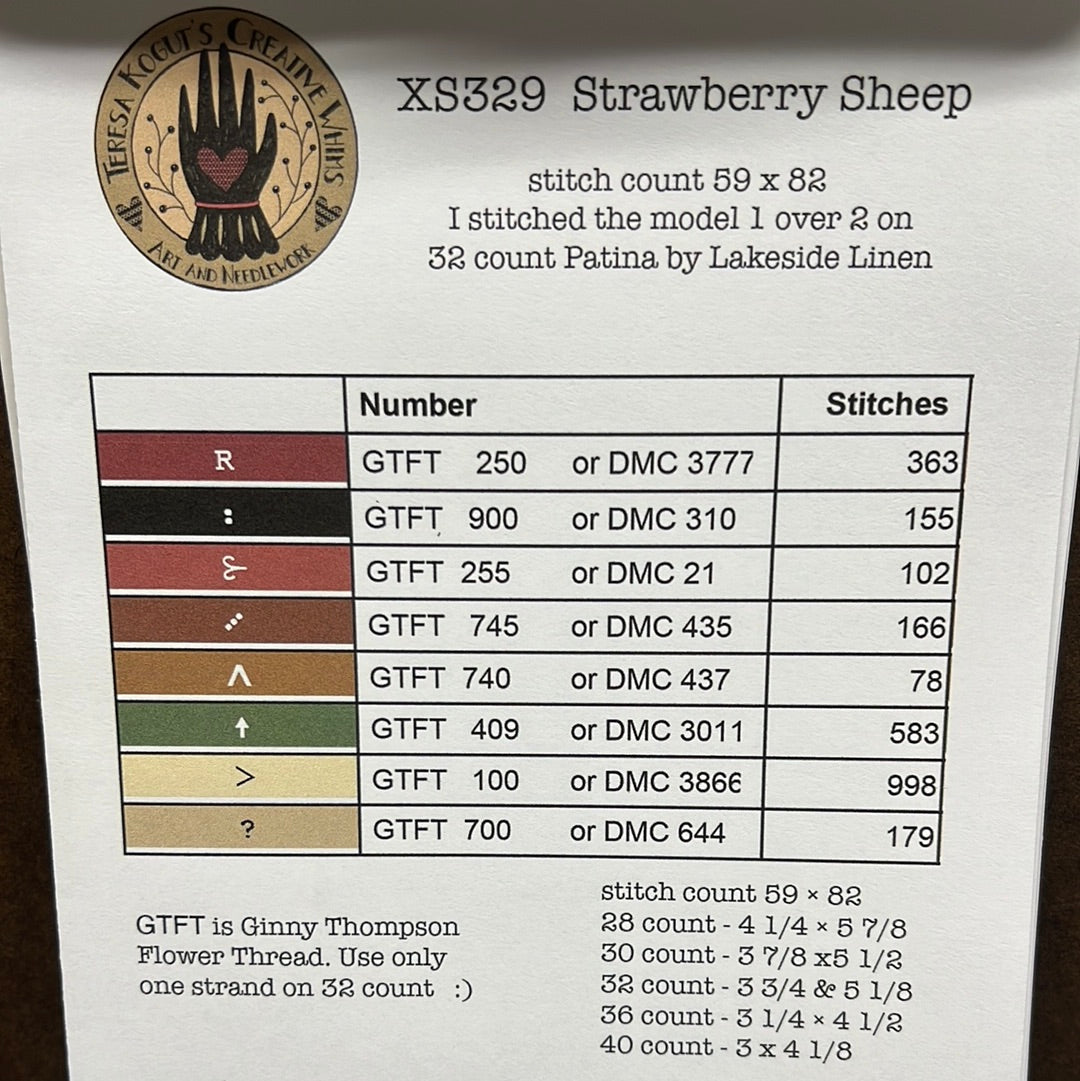 TERESA KOGUT'S CREATIVE WHIMS
ART AND NEEDLEWORK
XS329 Strawberry Sheep
stitch count 59 x 82
I stitched the model 1 over 2 on
32 count Patina by Lakeside Linen
Number Stitches
R GTFT 250 or DMC 3777 363
: GTFT 900 or DMC 310 155
GTFT 255 or DMC 21 102
⋰ GTFT 745 or DMC 435 166
^ GTFT 740 or DMC 437 78
↑ GTFT 409 or DMC 3011 583
> GTFT 100 or DMC 3866 998
? GTFT 700 or DMC 644 179
GTFT is Ginny Thompson
Flower Thread. Use only
one strand on 32 count :)
stitch count 59 × 82
28 count - 4 1/4 × 5 7/8
30 count - 3 7/8 x5 1/2
32 count - 3 3/4 & 5 1/8
36 count - 3 1/4 × 4 1/2
40 count - 3 x 4 1/8